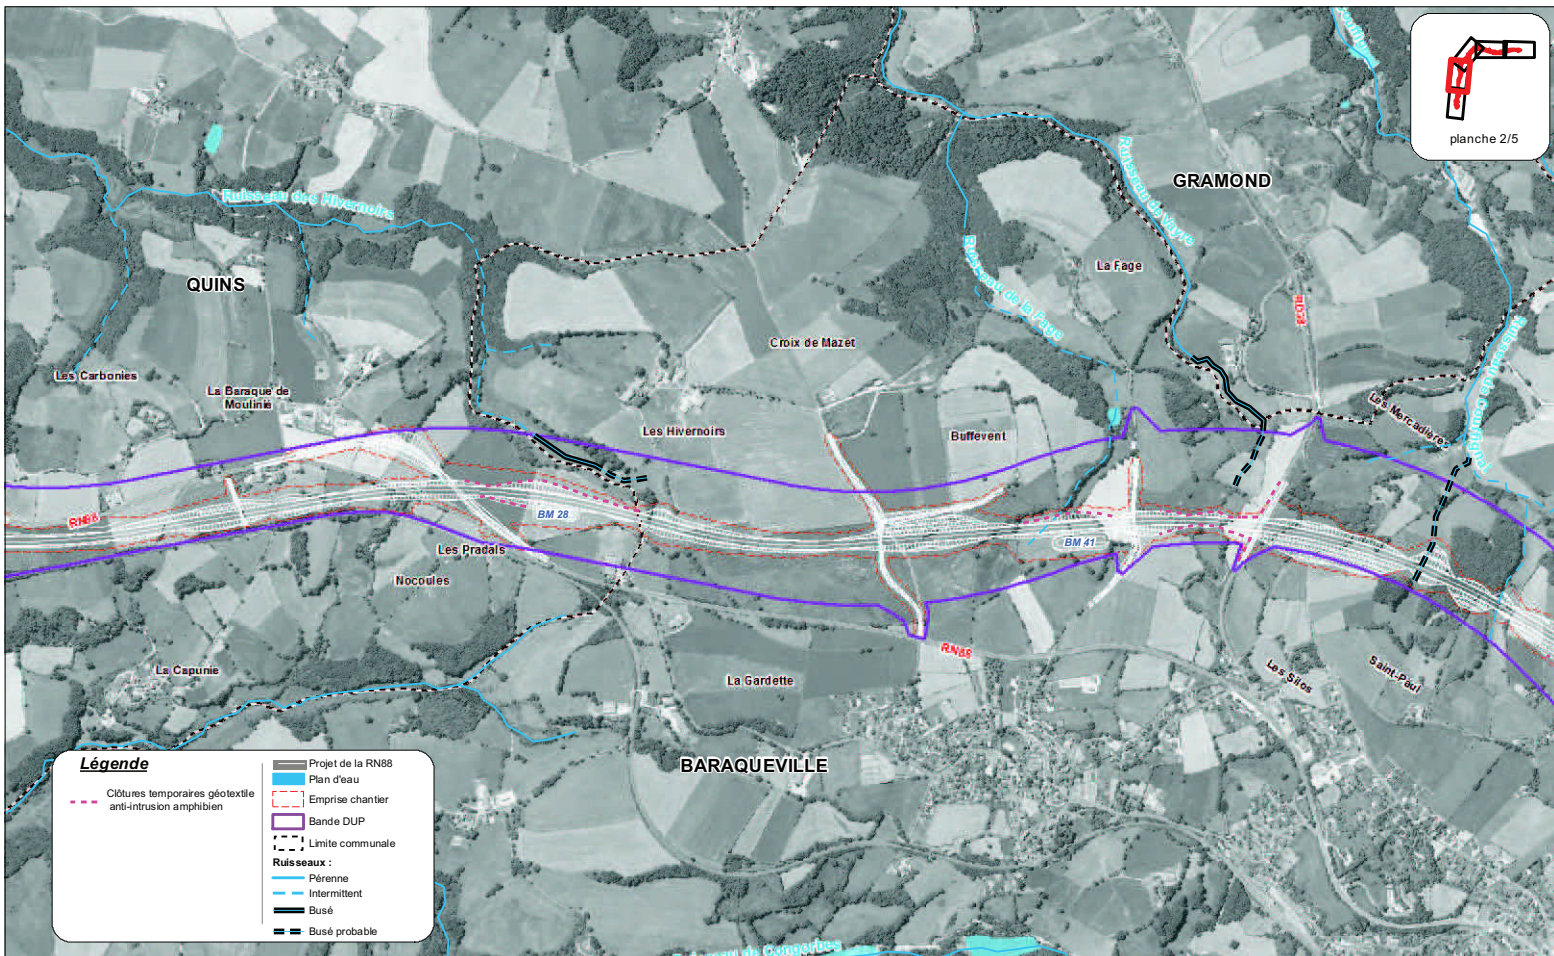 planche 2/5
GRAMOND
Ruisseau de Vayre
Ruisseau des Hivernoirs
QUINS
La Fage
Ruisseau de la Fage
Croix de Mazet
Les Carbonies
La Baraque de
Moulinié
Les Mercadières
Les Hivernoirs
Buffevent
RN88
BM 28
BM 41
Les Pradals
Nocoules
La Capunie
La Gardette
RN88
Les Silos
Saint-Paul
BARAQUEVILLE
Légende
Clôtures temporaires géotextile
anti-intrusion amphibien
Projet de la RN88
Plan d'eau
Emprise chantier
Bande DUP
Limite communale
Ruisseaux :
Pérenne
Intermittent
Busé
Busé probable